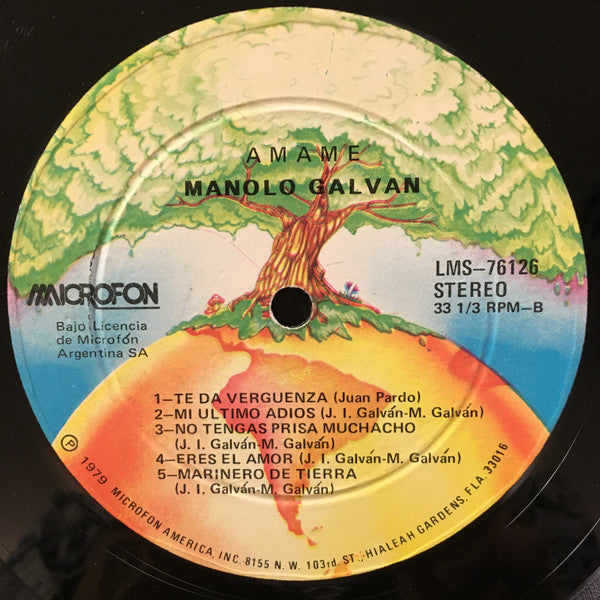 AMAME
MANOLO GALVAN
MICROFON
Bajo Licencia
de Microfón
Argentina SA
LMS-76126
STEREO
33 1/3 RPM-B
1-TE DA VERGUENZA (Juan Pardo)
2-MI ULTIMO ADIOS (J. I. Galván-M. Galván)
3-NO TENGAS PRISA MUCHACHO
(J. I. Galván-M. Galván)
4-ERES EL AMOR (J. I. Galván-M. Galván)
5-MARINERO DE TIERRA
(J. I. Galván-M. Galván)
℗ 1979 MICROFON AMERICA, INC. 8155 N.W. 103rd. ST., HIALEAH GARDENS, FLA. 33016